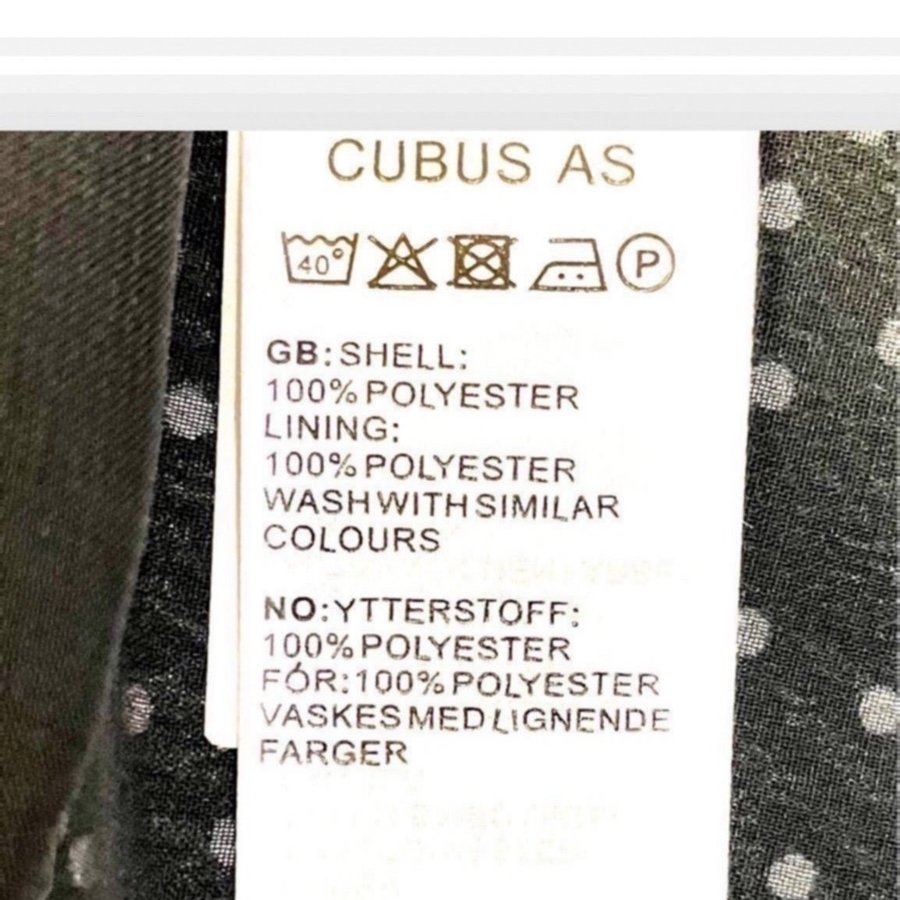 CUBUS AS
40° P
GB: SHELL:
100% POLYESTER
LINING:
100% POLYESTER
WASH WITH SIMILAR
COLOURS
NO: YTTERSTOFF:
100% POLYESTER
FÓR: 100% POLYESTER
VASKES MED LIGNENDE
FARGER